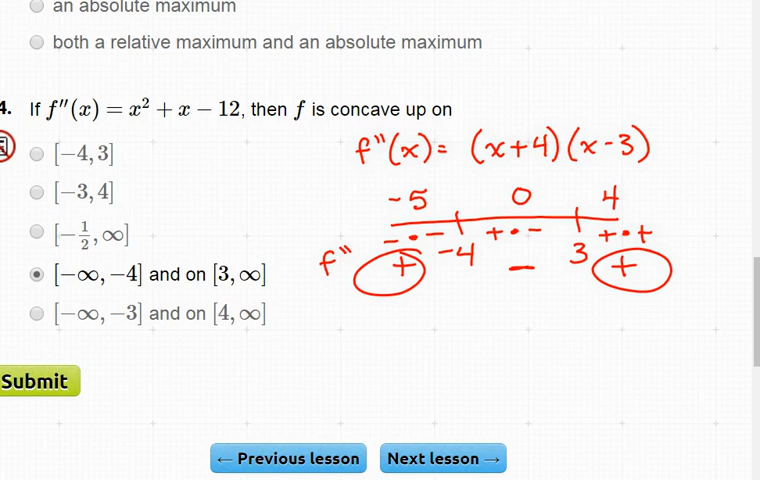 an absolute maximum
both a relative maximum and an absolute maximum
4. If f″(x) = x² + x − 12, then f is concave up on
f″(x) = (x+4)(x-3)
[−4, 3]
[−3, 4]
[−1/2, ∞]
[−∞, −4] and on [3, ∞]
[−∞, −3] and on [4, ∞]
-5 0 4
- • - + • - + • +
f″ + -4 - 3 +
Submit
← Previous lesson Next lesson →